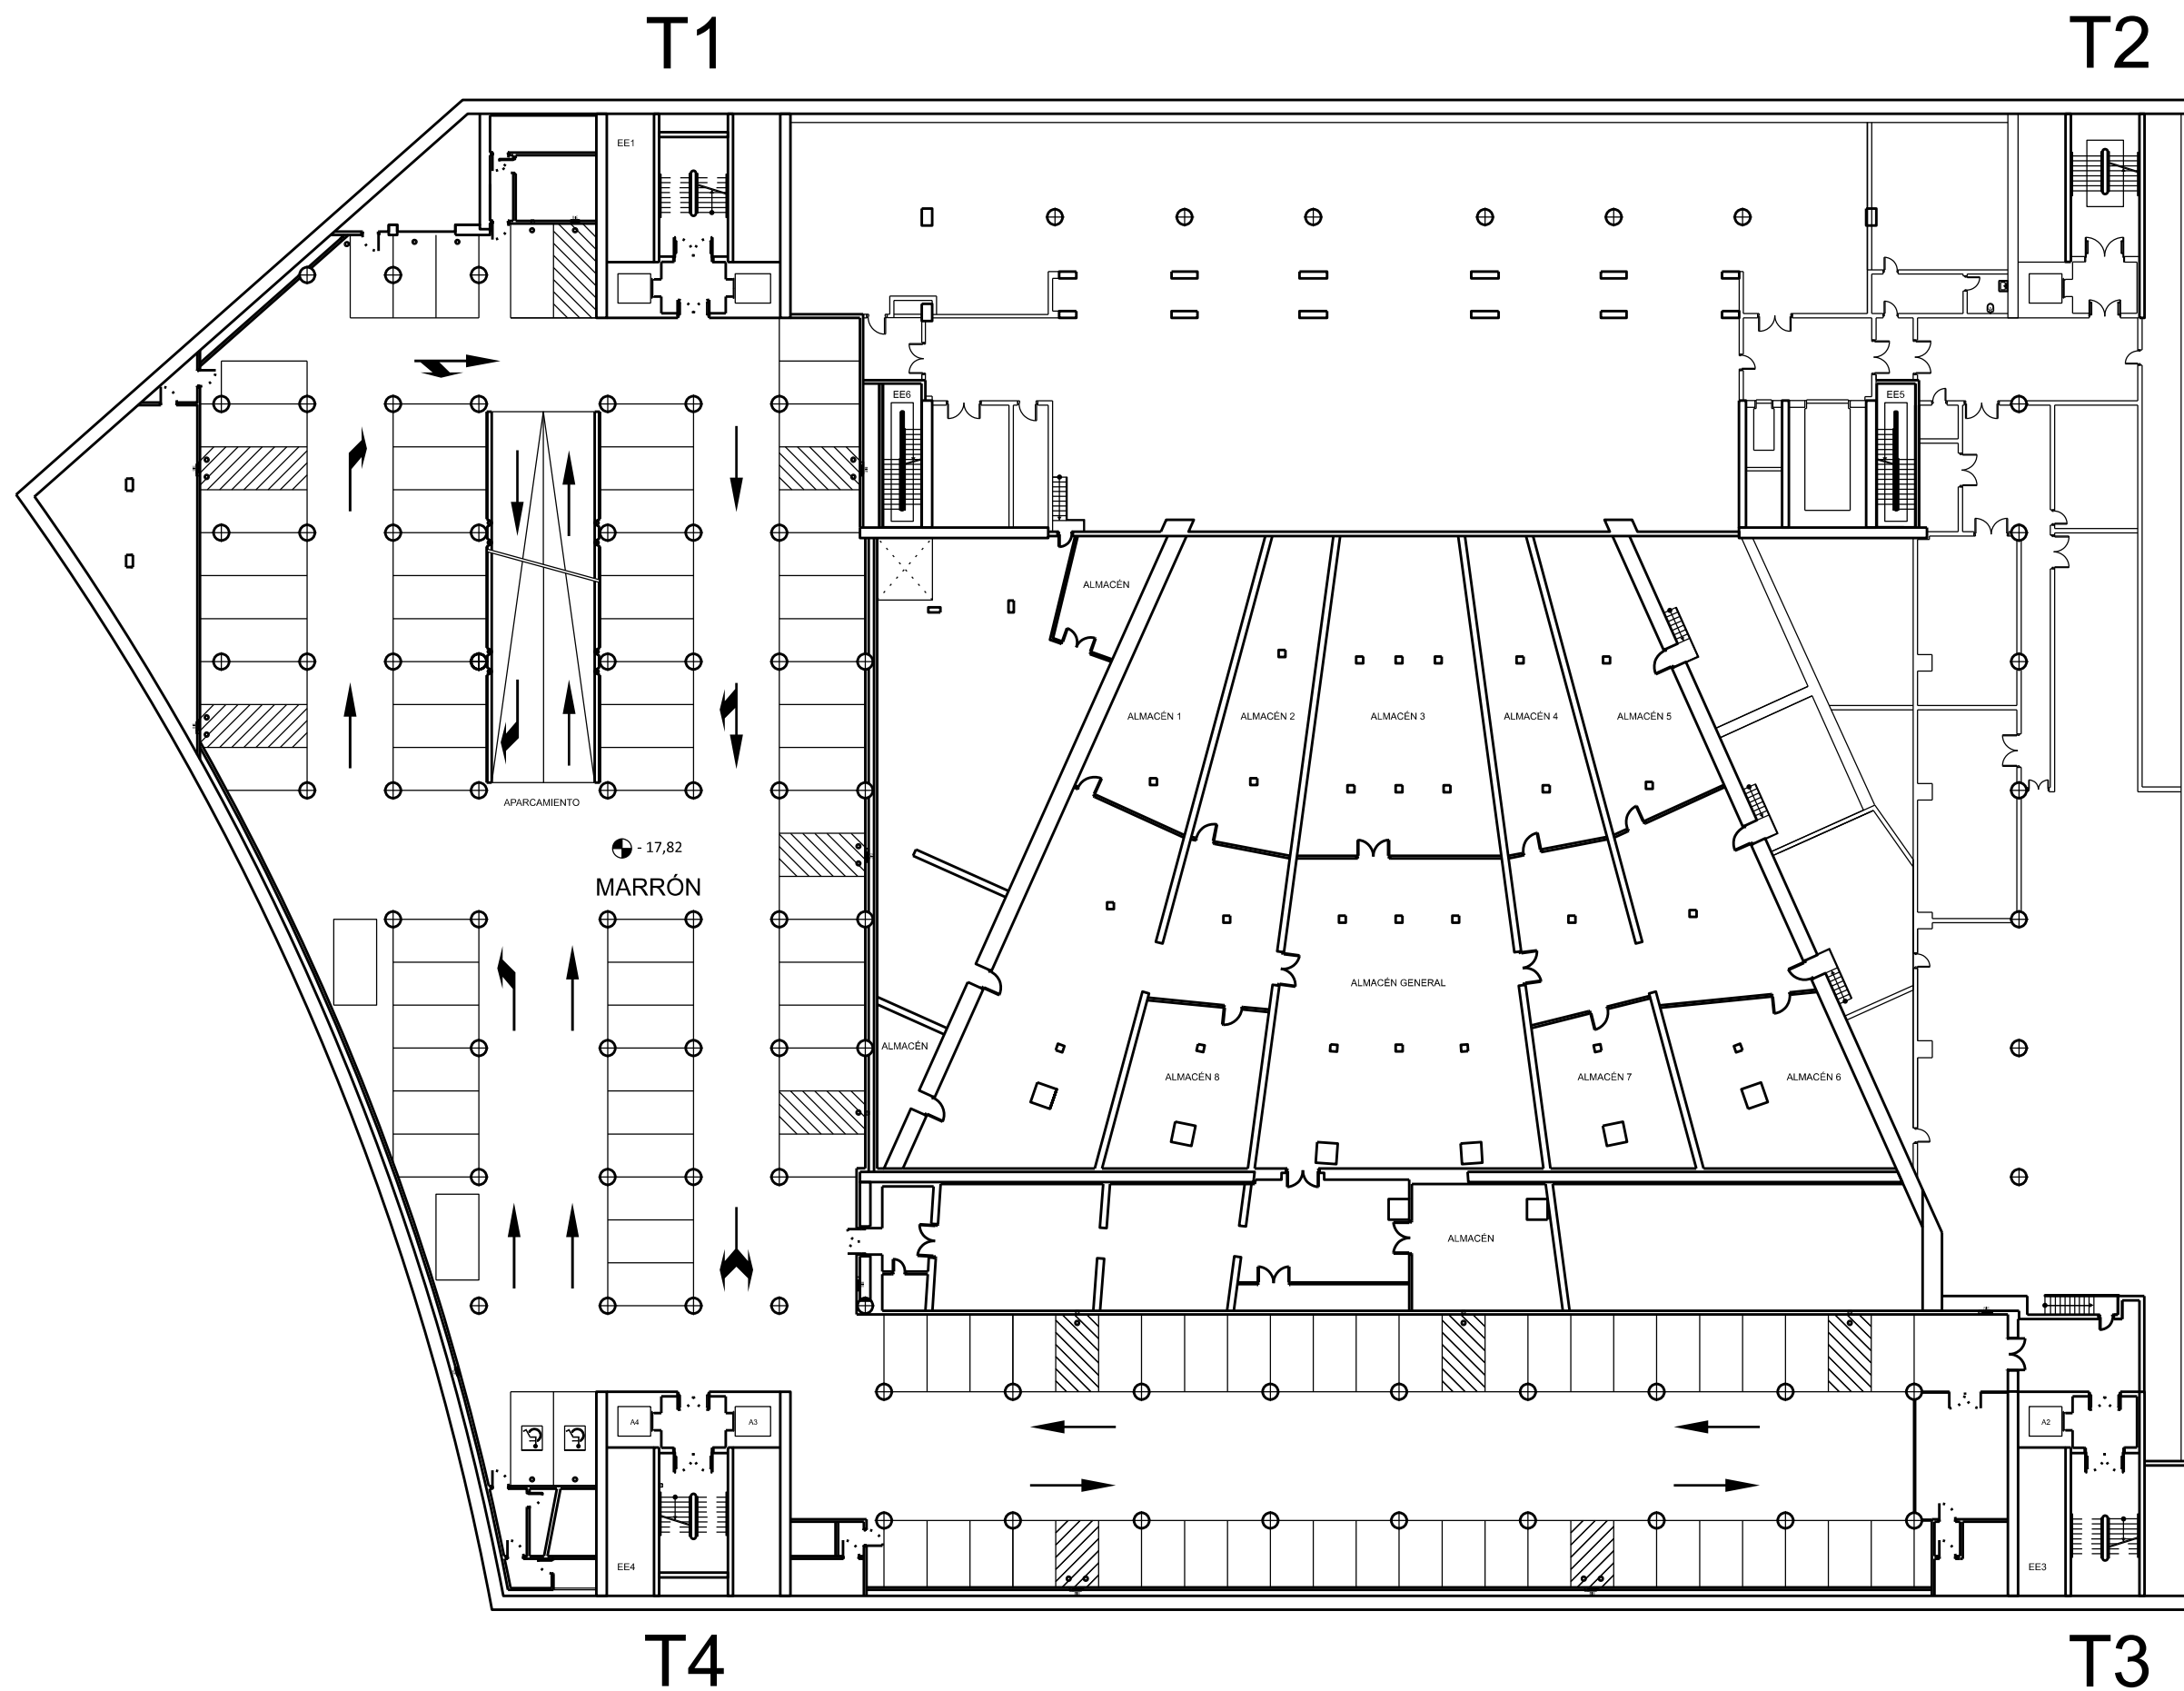 T1 T2
EE1
EE6 EE5
ALMACÉN
ALMACÉN 1 ALMACÉN 2 ALMACÉN 3 ALMACÉN 4 ALMACÉN 5
APARCAMIENTO
- 17,82
MARRÓN
ALMACÉN GENERAL
ALMACÉN
ALMACÉN 8 ALMACÉN 7 ALMACÉN 6
ALMACÉN
A4 A3 A2
EE4 EE3
T4 T3